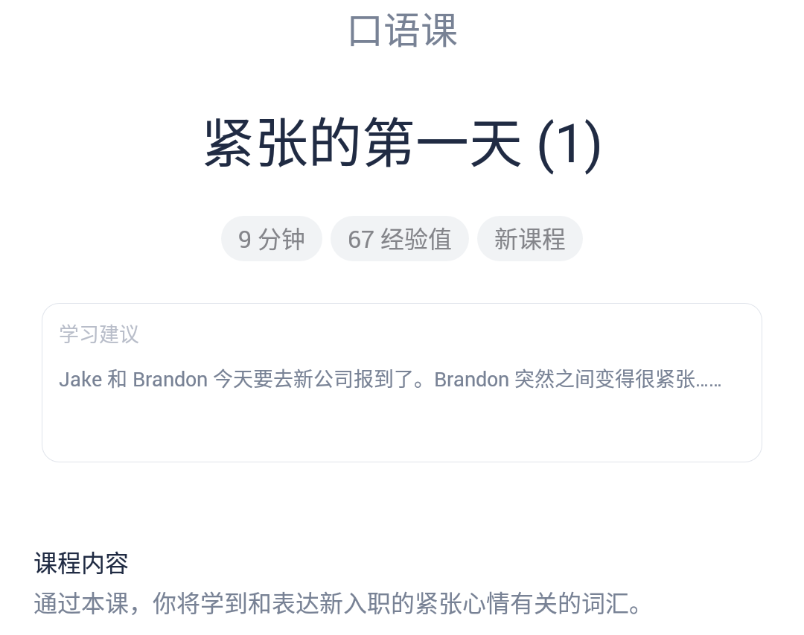 口语课
紧张的第一天 (1)
9 分钟 67 经验值 新课程
学习建议
Jake 和 Brandon 今天要去新公司报到了。Brandon 突然之间变得很紧张……
课程内容
通过本课，你将学到和表达新入职的紧张心情有关的词汇。